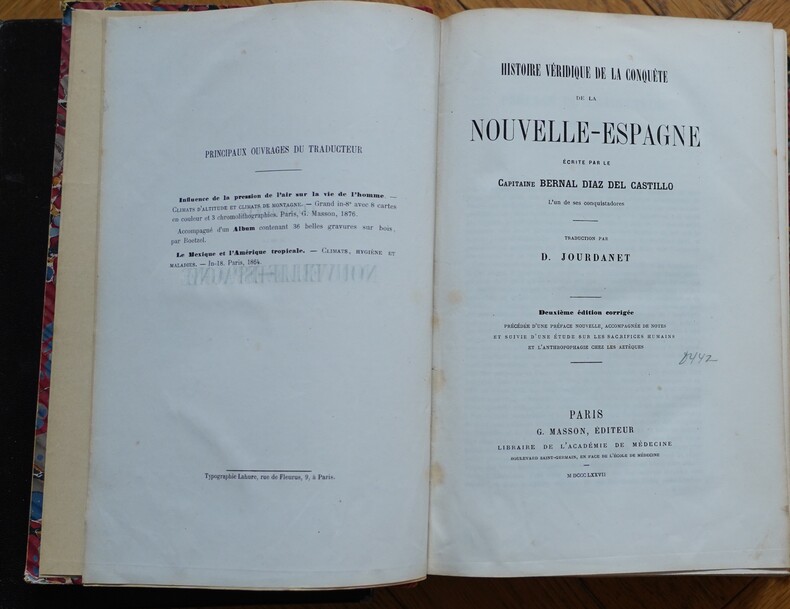 PRINCIPAUX OUVRAGES DU TRADUCTEUR
Influence de la pression de l'air sur la vie de l'homme. —
CLIMATS D'ALTITUDE ET CLIMATS DE MONTAGNE. — Grand in-8° avec 8 cartes
en couleur et 3 chromolithographies. Paris, G. Masson, 1876.
Accompagné d'un Album contenant 36 belles gravures sur bois,
par Boetzel.
Le Mexique et l'Amérique tropicale. — CLIMATS, HYGIÈNE ET
MALADIES. — In-18. Paris, 1864.
Typographie Lahure, rue de Fleurus, 9, à Paris.
HISTOIRE VÉRIDIQUE DE LA CONQUÊTE
DE LA
NOUVELLE-ESPAGNE
ÉCRITE PAR LE
CAPITAINE BERNAL DIAZ DEL CASTILLO
L'un de ses conquistadores
TRADUCTION PAR
D. JOURDANET
Deuxième édition corrigée
PRÉCÉDÉE D'UNE PRÉFACE NOUVELLE, ACCOMPAGNÉE DE NOTES
ET SUIVIE D'UNE ÉTUDE SUR LES SACRIFICES HUMAINS
ET L'ANTHROPOPHAGIE CHEZ LES AZTÈQUES
8442
PARIS
G. MASSON, ÉDITEUR
LIBRAIRE DE L'ACADÉMIE DE MÉDECINE
BOULEVARD SAINT-GERMAIN, EN FACE DE L'ÉCOLE DE MÉDECINE
M DCCC LXXVII